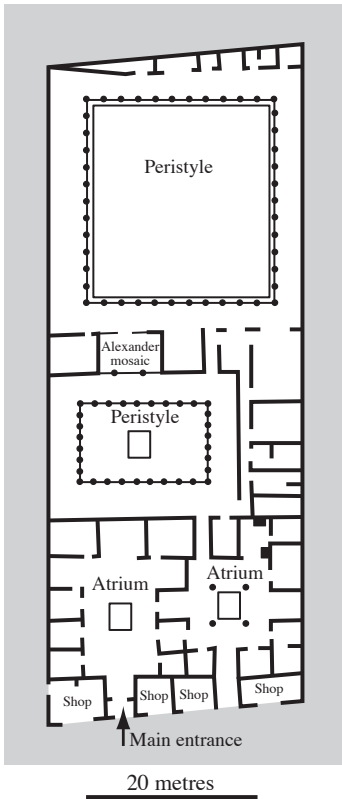 Peristyle
Alexander
mosaic
Peristyle
Atrium
Atrium
Shop
Shop
Shop
Shop
Main entrance
20 metres